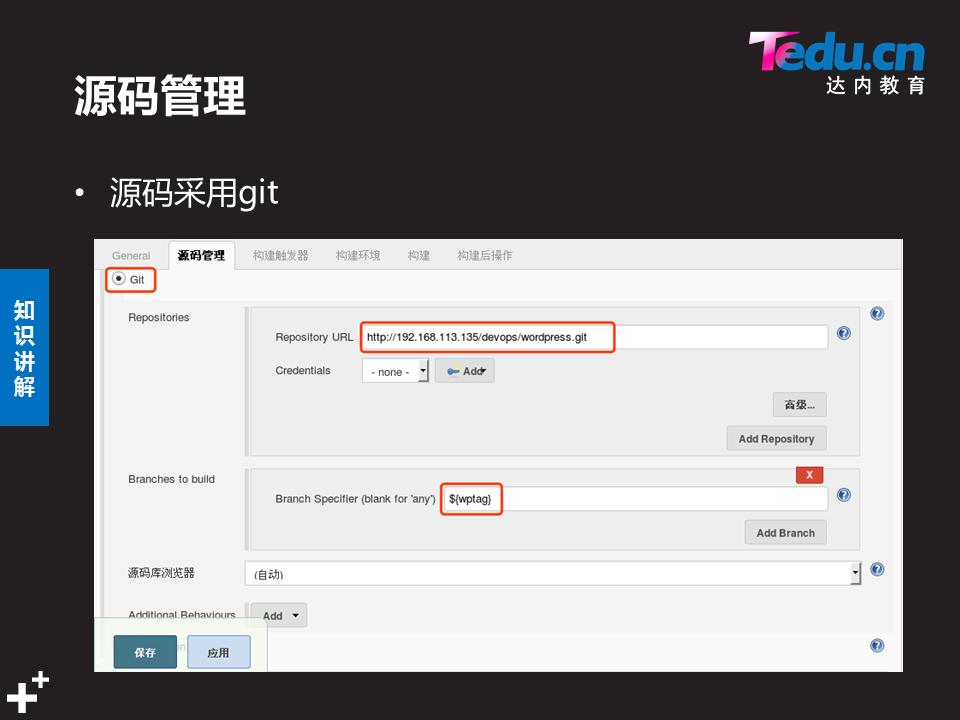 Tedu.cn
达内教育
源码管理
• 源码采用git
知识讲解
General 源码管理 构建触发器 构建环境 构建 构建后操作
Git
Repositories
Repository URL http://192.168.113.135/devops/wordpress.git
Credentials - none - Add
高级...
Add Repository
Branches to build
X
Branch Specifier (blank for 'any') ${wptag}
Add Branch
源码库浏览器 (自动)
Additional Behaviours Add
保存 应用